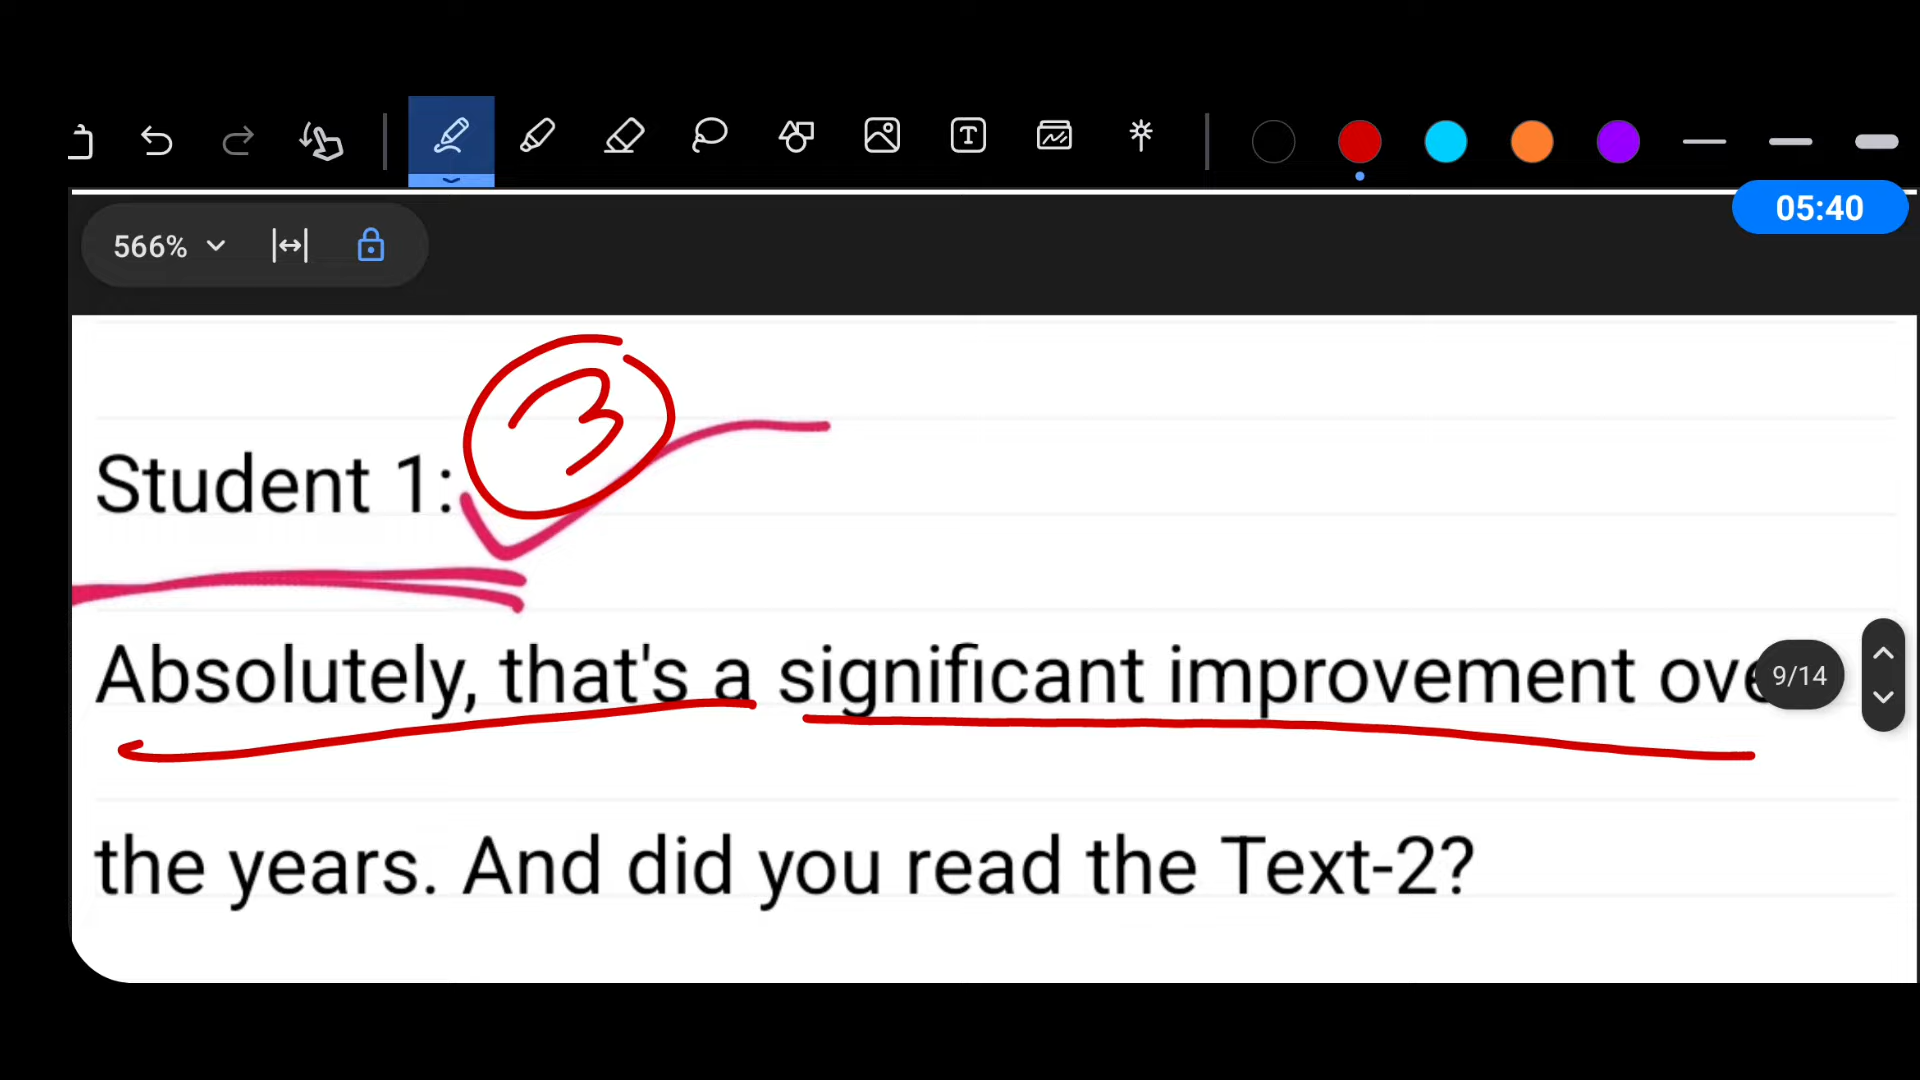 566%
05:40
3
Student 1:
Absolutely, that's a significant improvement ove
9/14
the years. And did you read the Text-2?